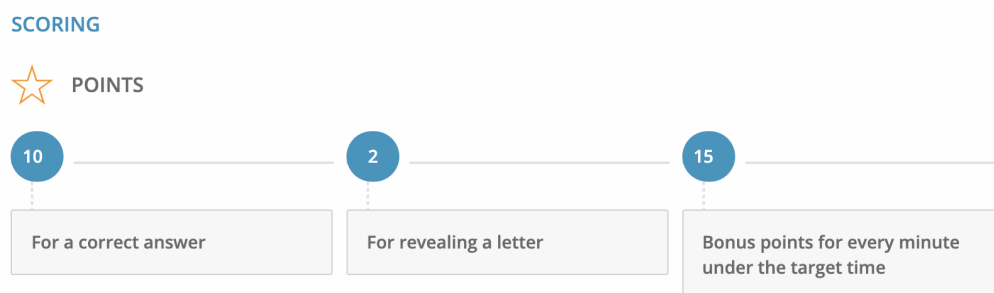 SCORING
POINTS
10
2
15
For a correct answer
For revealing a letter
Bonus points for every minute
under the target time